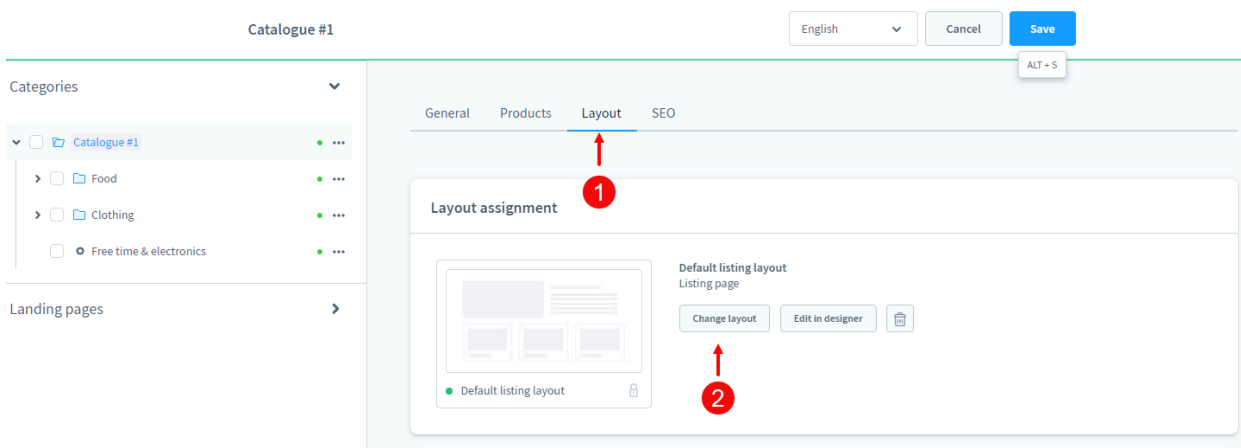 Catalogue #1
English
Cancel
Save
ALT + S
Categories
Catalogue #1
Food
Clothing
Free time & electronics
Landing pages
General Products Layout SEO
1
Layout assignment
Default listing layout
Listing page
Change layout Edit in designer
Default listing layout
2